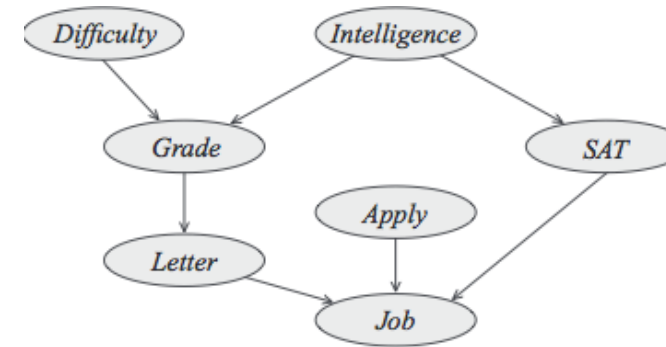 Difficulty
Intelligence
Grade
SAT
Apply
Letter
Job